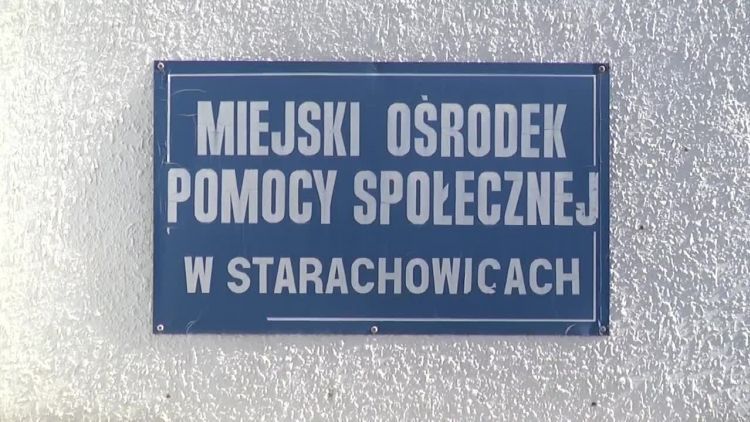 MIEJSKI OŚRODEK
POMOCY SPOŁECZNEJ
W STARACHOWICACH